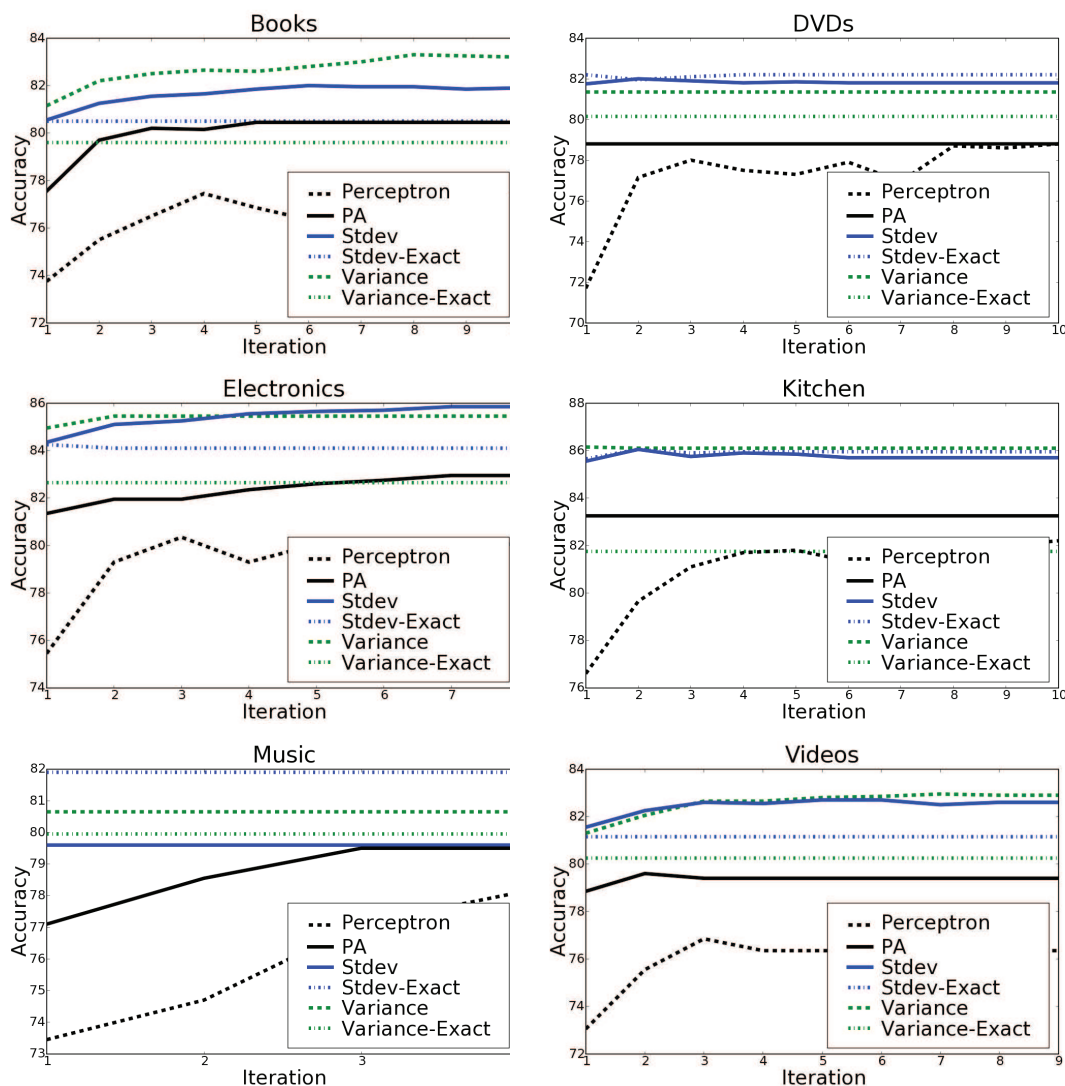 Books
84
82
80
78
76
74
72
Accuracy
Perceptron
PA
Stdev
Stdev-Exact
Variance
Variance-Exact
1 2 3 4 5 6 7 8 9
Iteration
DVDs
84
82
80
78
76
74
72
70
Accuracy
Perceptron
PA
Stdev
Stdev-Exact
Variance
Variance-Exact
1 2 3 4 5 6 7 8 9 10
Iteration
Electronics
86
84
82
80
78
76
74
Accuracy
Perceptron
PA
Stdev
Stdev-Exact
Variance
Variance-Exact
1 2 3 4 5 6 7
Iteration
Kitchen
88
86
84
82
80
78
76
Accuracy
Perceptron
PA
Stdev
Stdev-Exact
Variance
Variance-Exact
1 2 3 4 5 6 7 8 9 10
Iteration
Music
82
81
80
79
78
77
76
75
74
73
Accuracy
Perceptron
PA
Stdev
Stdev-Exact
Variance
Variance-Exact
1 2 3
Iteration
Videos
84
82
80
78
76
74
72
Accuracy
Perceptron
PA
Stdev
Stdev-Exact
Variance
Variance-Exact
1 2 3 4 5 6 7 8 9
Iteration